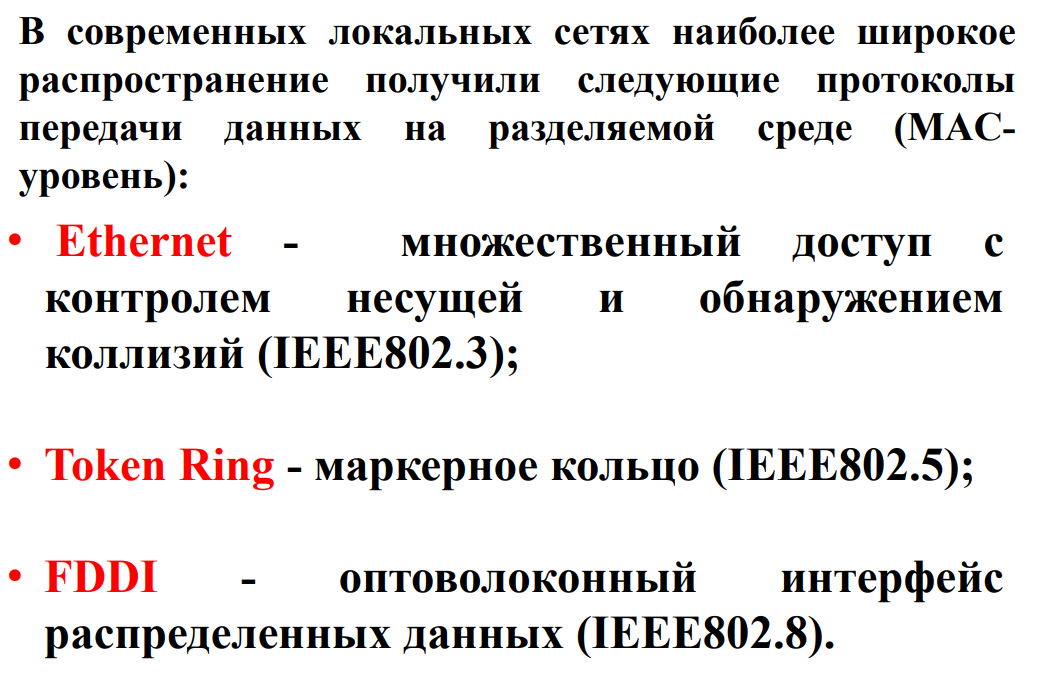 В современных локальных сетях наиболее широкое
распространение получили следующие протоколы
передачи данных на разделяемой среде (МАС-
уровень):
• Ethernet - множественный доступ с
контролем несущей и обнаружением
коллизий (IEEE802.3);
• Token Ring - маркерное кольцо (IEEE802.5);
• FDDI - оптоволоконный интерфейс
распределенных данных (IEEE802.8).